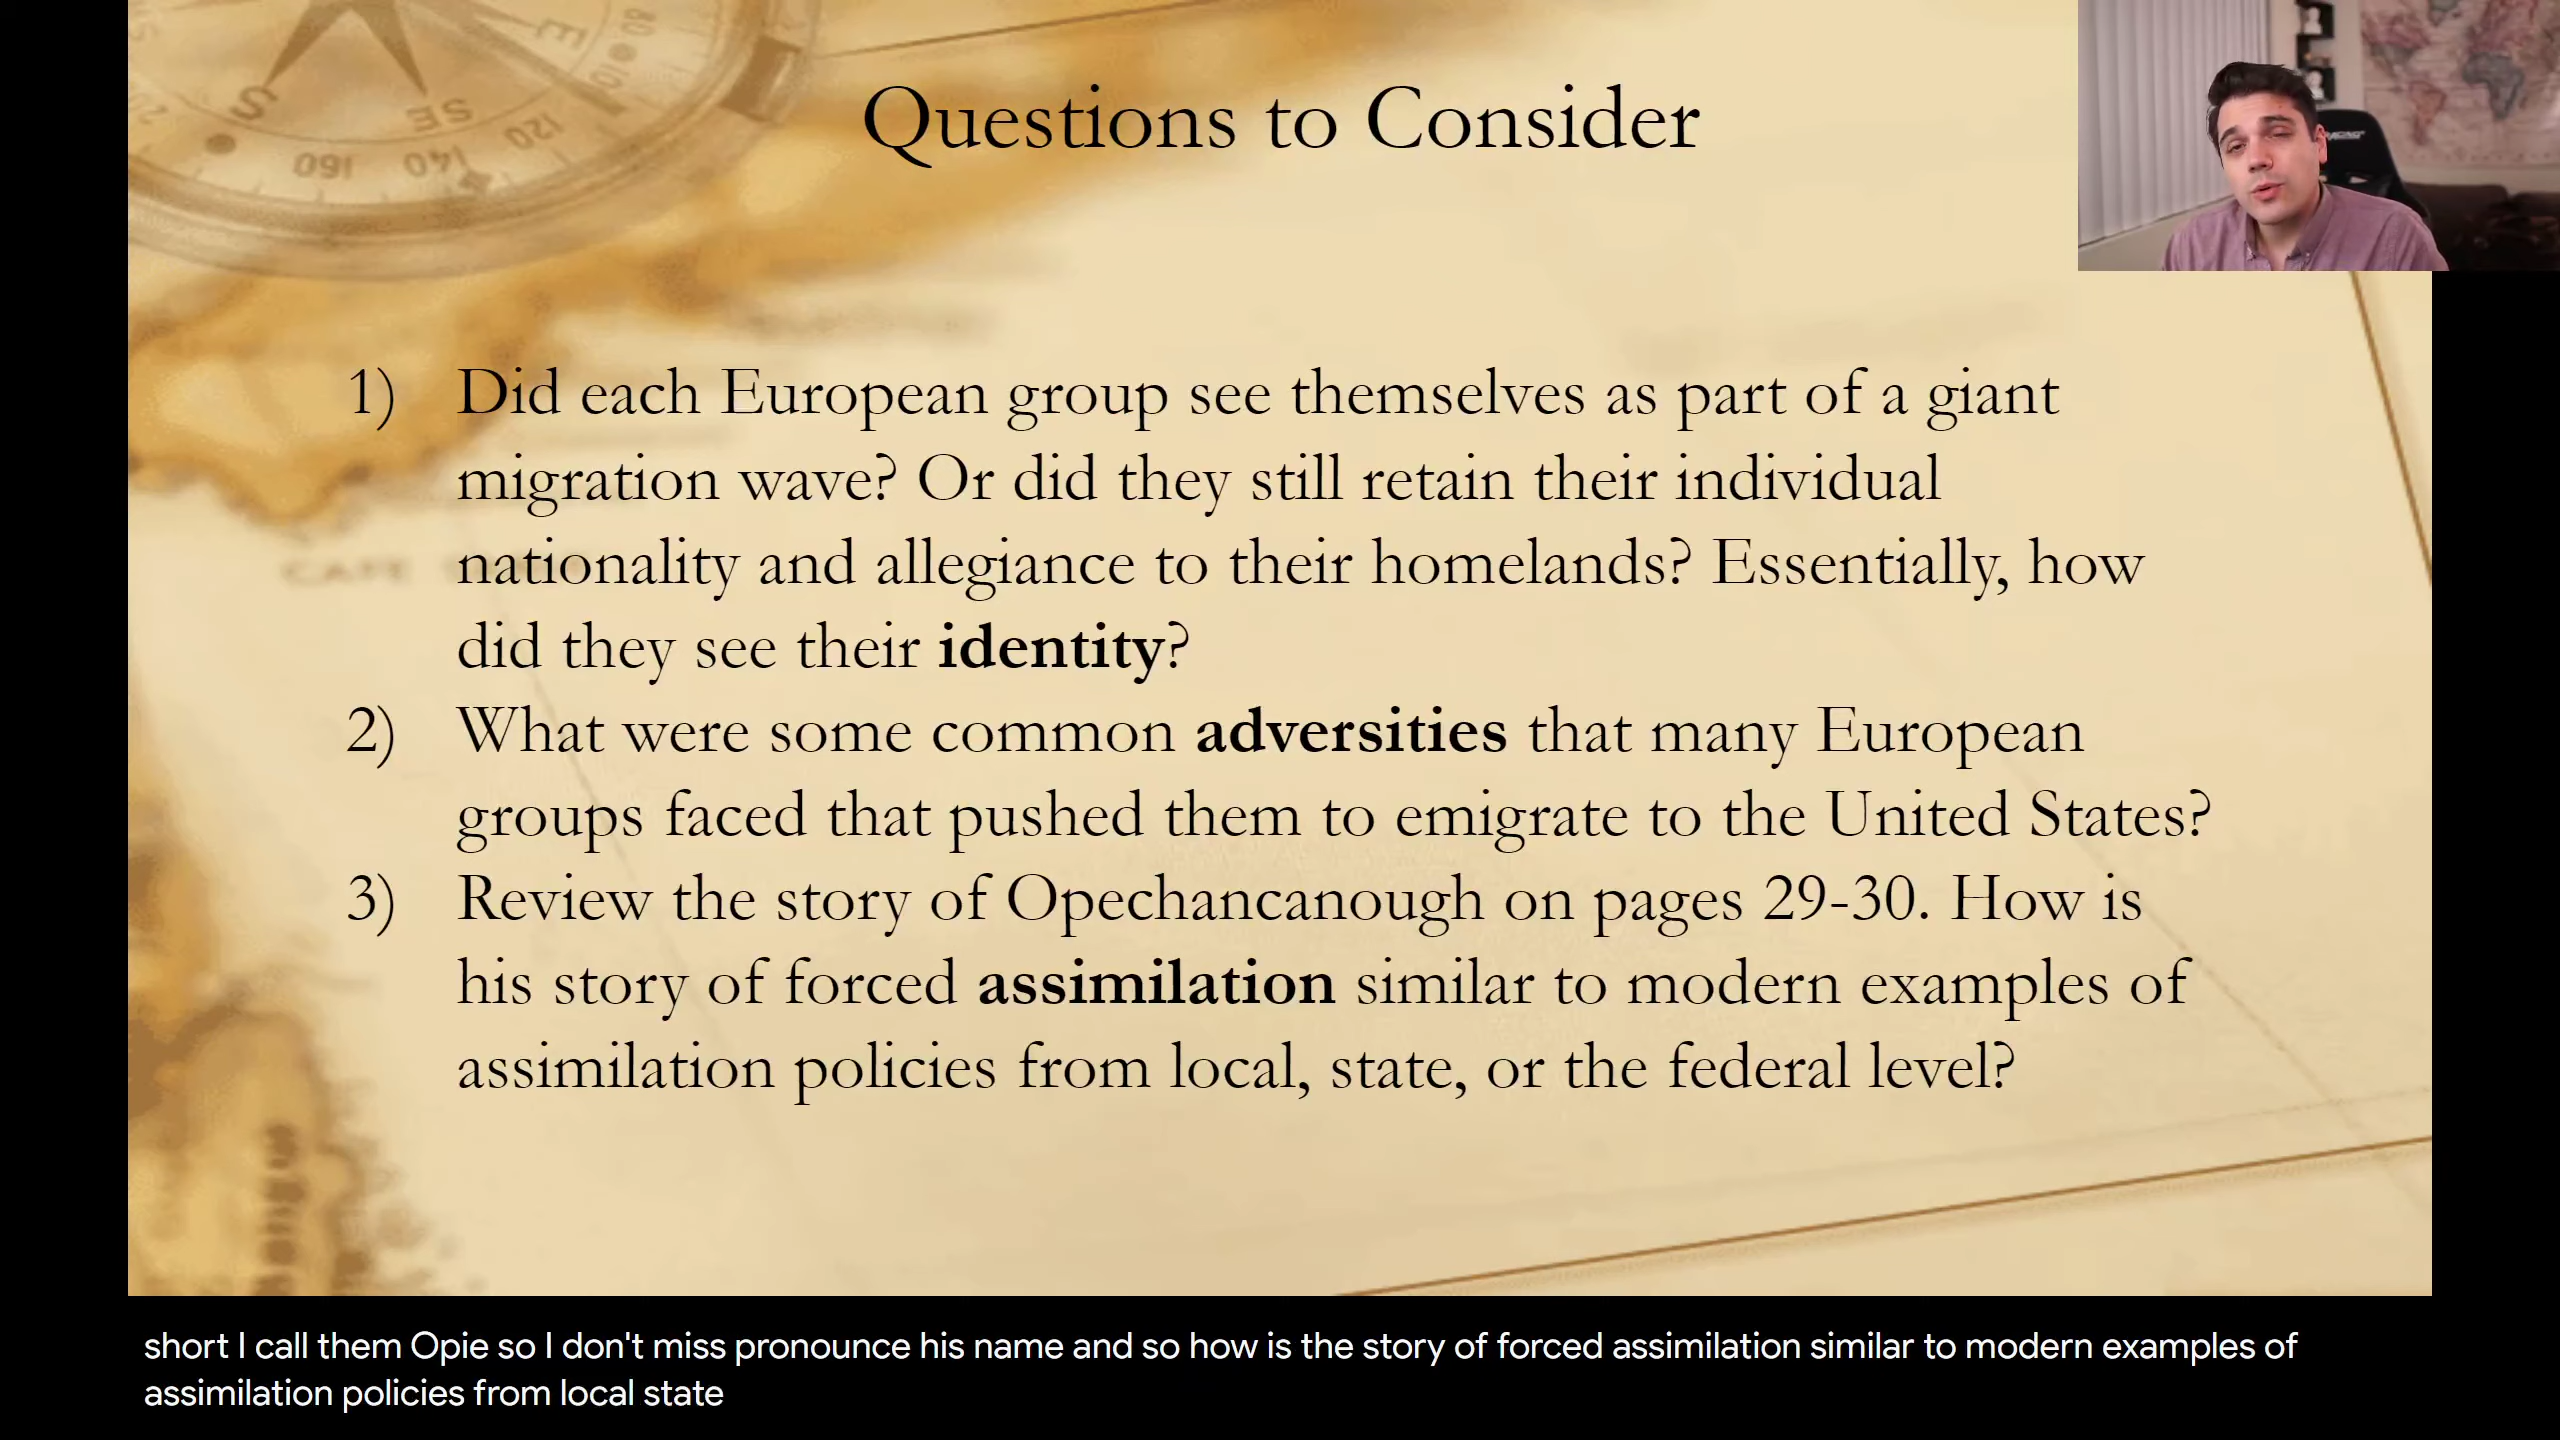 Questions to Consider
1) Did each European group see themselves as part of a giant
migration wave? Or did they still retain their individual
nationality and allegiance to their homelands? Essentially, how
did they see their identity?
2) What were some common adversities that many European
groups faced that pushed them to emigrate to the United States?
3) Review the story of Opechancanough on pages 29-30. How is
his story of forced assimilation similar to modern examples of
assimilation policies from local, state, or the federal level?
short I call them Opie so I don't miss pronounce his name and so how is the story of forced assimilation similar to modern examples of
assimilation policies from local state
S
SE
E
160
140
120
CAPE